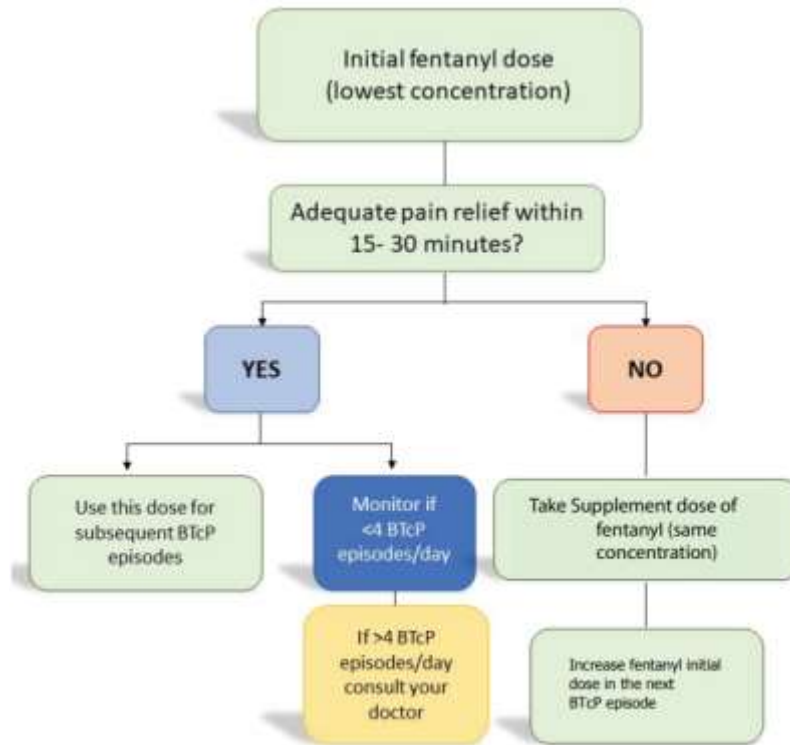 Initial fentanyl dose
(lowest concentration)
Adequate pain relief within
15- 30 minutes?
YES
NO
Use this dose for
subsequent BTcP
episodes
Monitor if
<4 BTcP
episodes/day
Take Supplement dose of
fentanyl (same
concentration)
If >4 BTcP
episodes/day
consult your
doctor
Increase fentanyl initial
dose in the next
BTcP episode